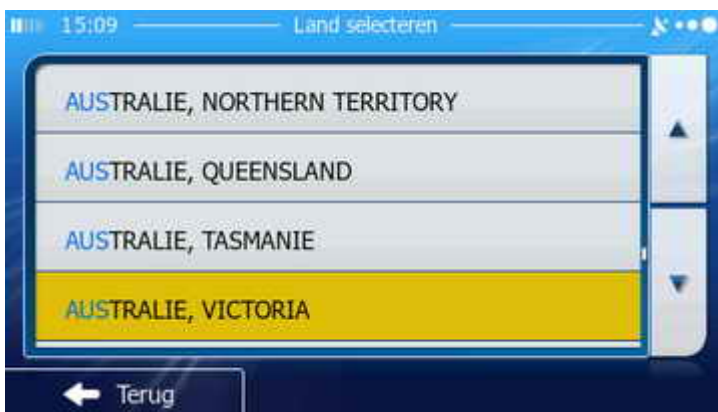 15:09 Land selecteren
AUSTRALIE, NORTHERN TERRITORY
AUSTRALIE, QUEENSLAND
AUSTRALIE, TASMANIE
AUSTRALIE, VICTORIA
Terug